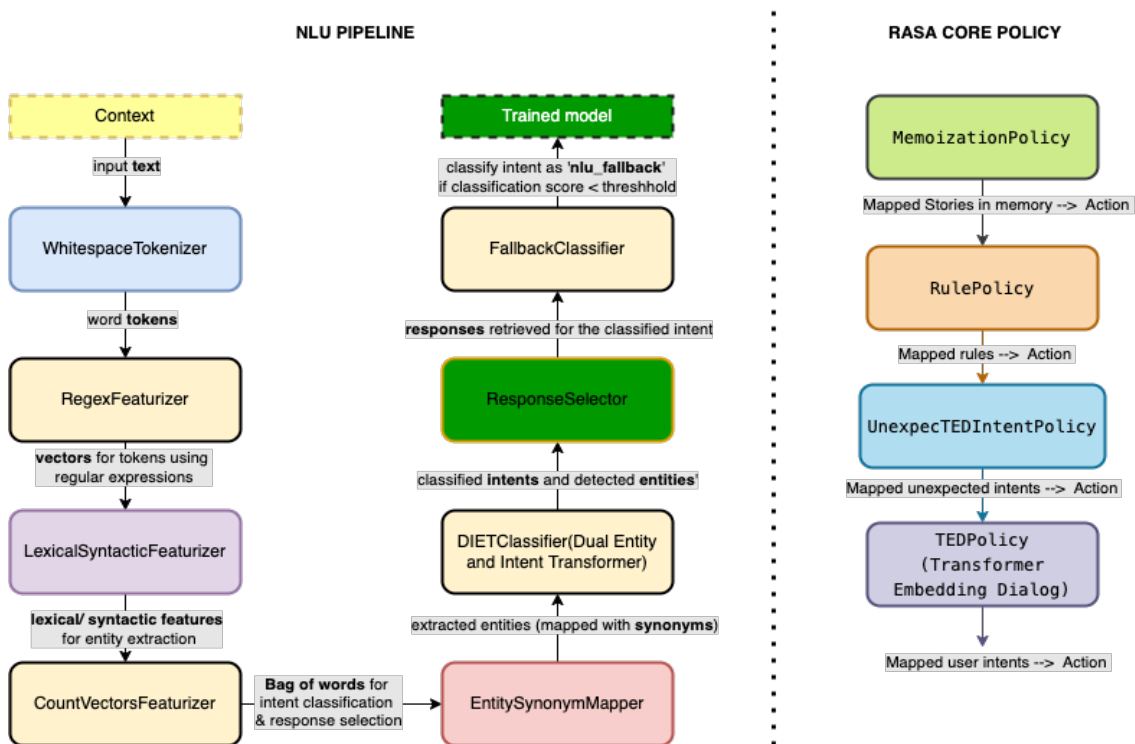 NLU PIPELINE
Context
input text
WhitespaceTokenizer
word tokens
RegexFeaturizer
vectors for tokens using
regular expressions
LexicalSyntacticFeaturizer
lexical/ syntactic features
for entity extraction
CountVectorsFeaturizer
Bag of words for
intent classification
& response selection
EntitySynonymMapper
extracted entities (mapped with synonyms)
DIETClassifier(Dual Entity
and Intent Transformer)
classified intents and detected entities'
ResponseSelector
responses retrieved for the classified intent
FallbackClassifier
classify intent as 'nlu_fallback'
if classification score < threshhold
Trained model
RASA CORE POLICY
MemoizationPolicy
Mapped Stories in memory --> Action
RulePolicy
Mapped rules --> Action
UnexpecTEDIntentPolicy
Mapped unexpected intents --> Action
TEDPolicy
(Transformer
Embedding Dialog)
Mapped user intents --> Action